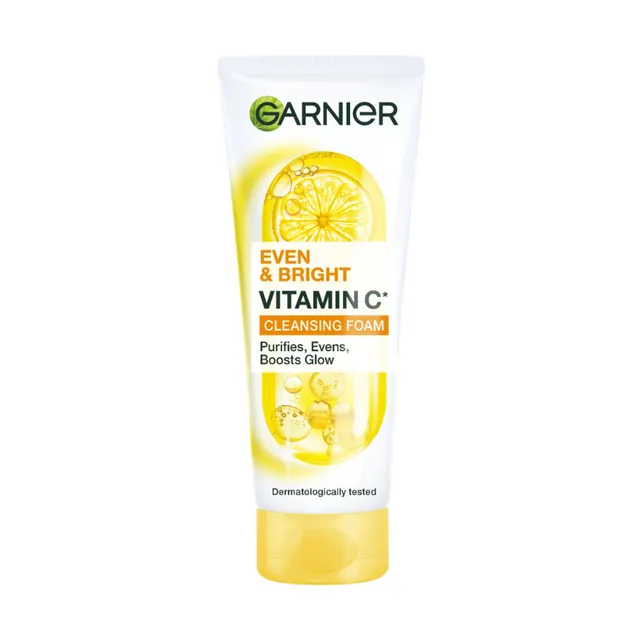 GARNIER
EVEN
& BRIGHT
VITAMIN C*
CLEANSING FOAM
Purifies, Evens,
Boosts Glow
Dermatologically tested